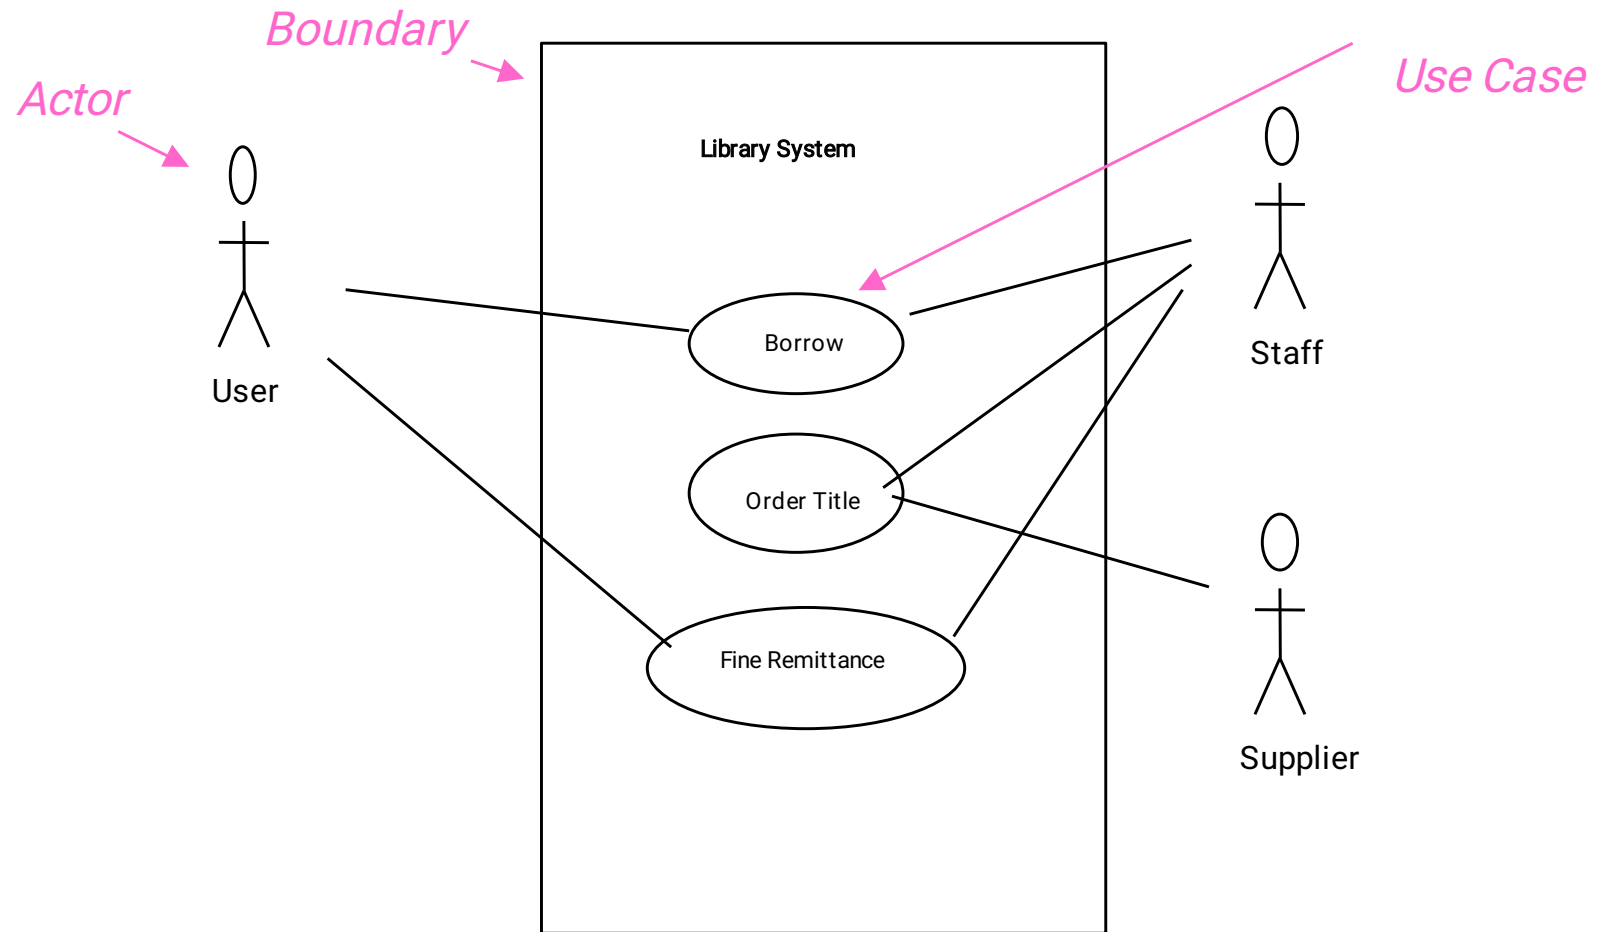 Boundary
Use Case
Actor
Library System
Borrow
Staff
User
Order Title
Fine Remittance
Supplier